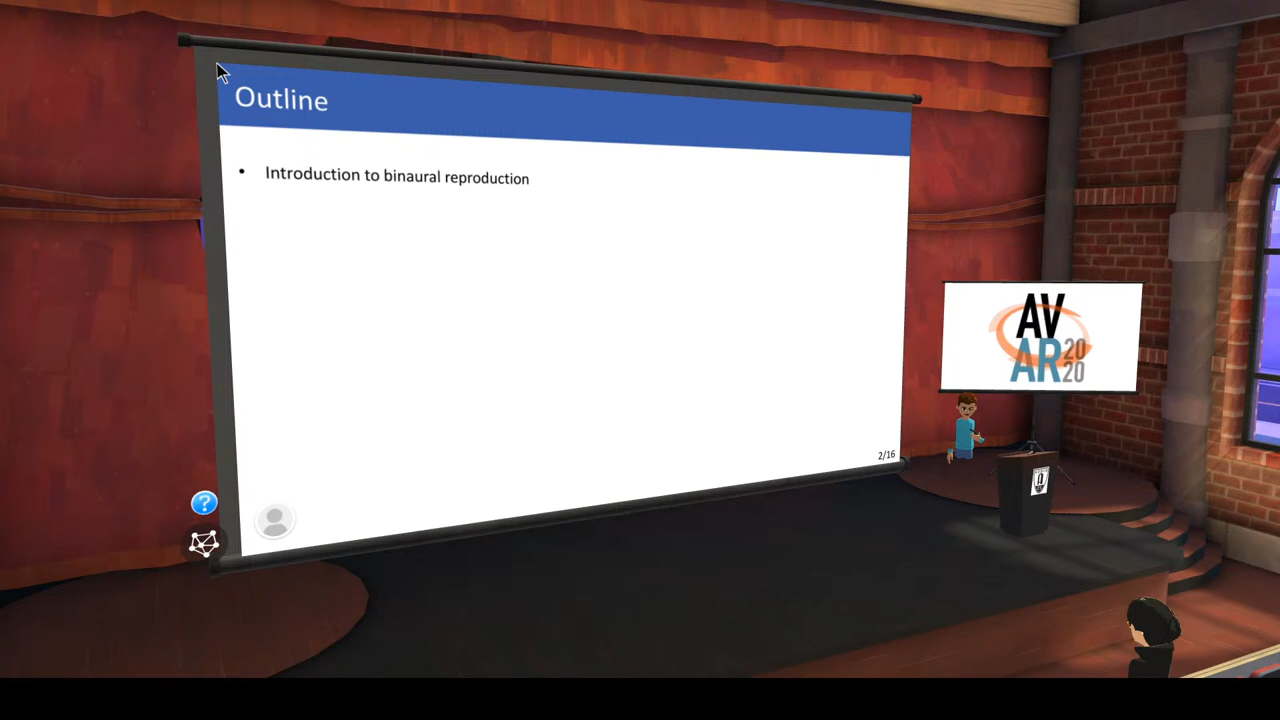 Outline
• Introduction to binaural reproduction
2/16
?
AV
AR 20
20